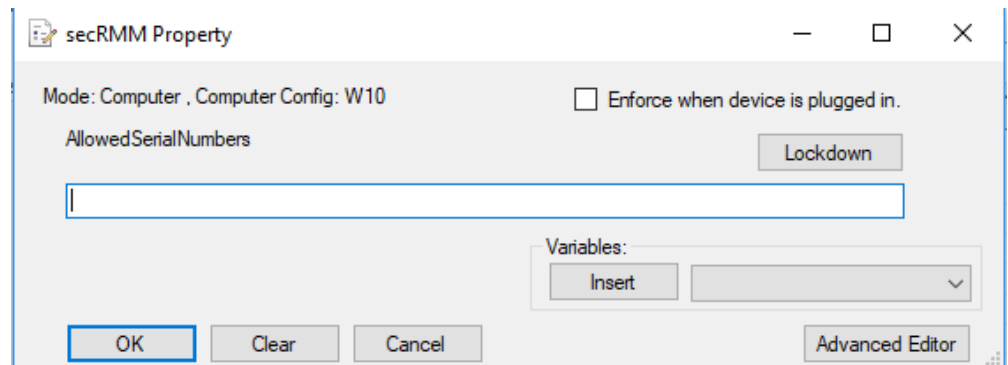 secRMM Property
Mode: Computer , Computer Config: W10
Enforce when device is plugged in.
AllowedSerialNumbers
Lockdown
Variables:
Insert
OK
Clear
Cancel
Advanced Editor